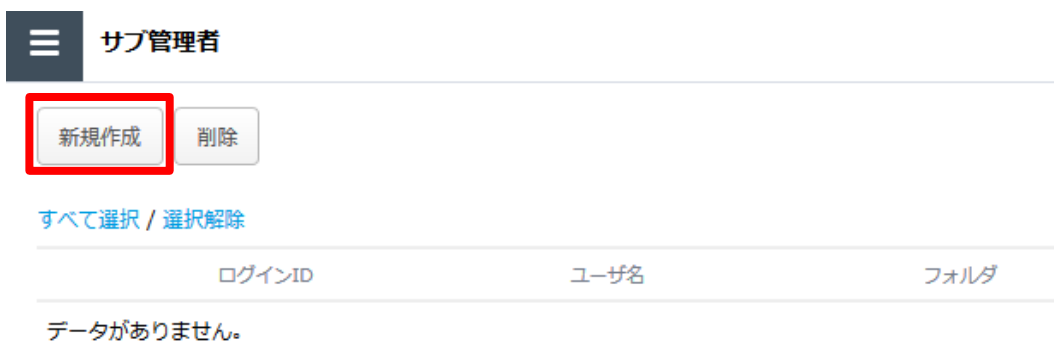 サブ管理者
新規作成 削除
すべて選択 / 選択解除
ログインID ユーザ名 フォルダ
データがありません。